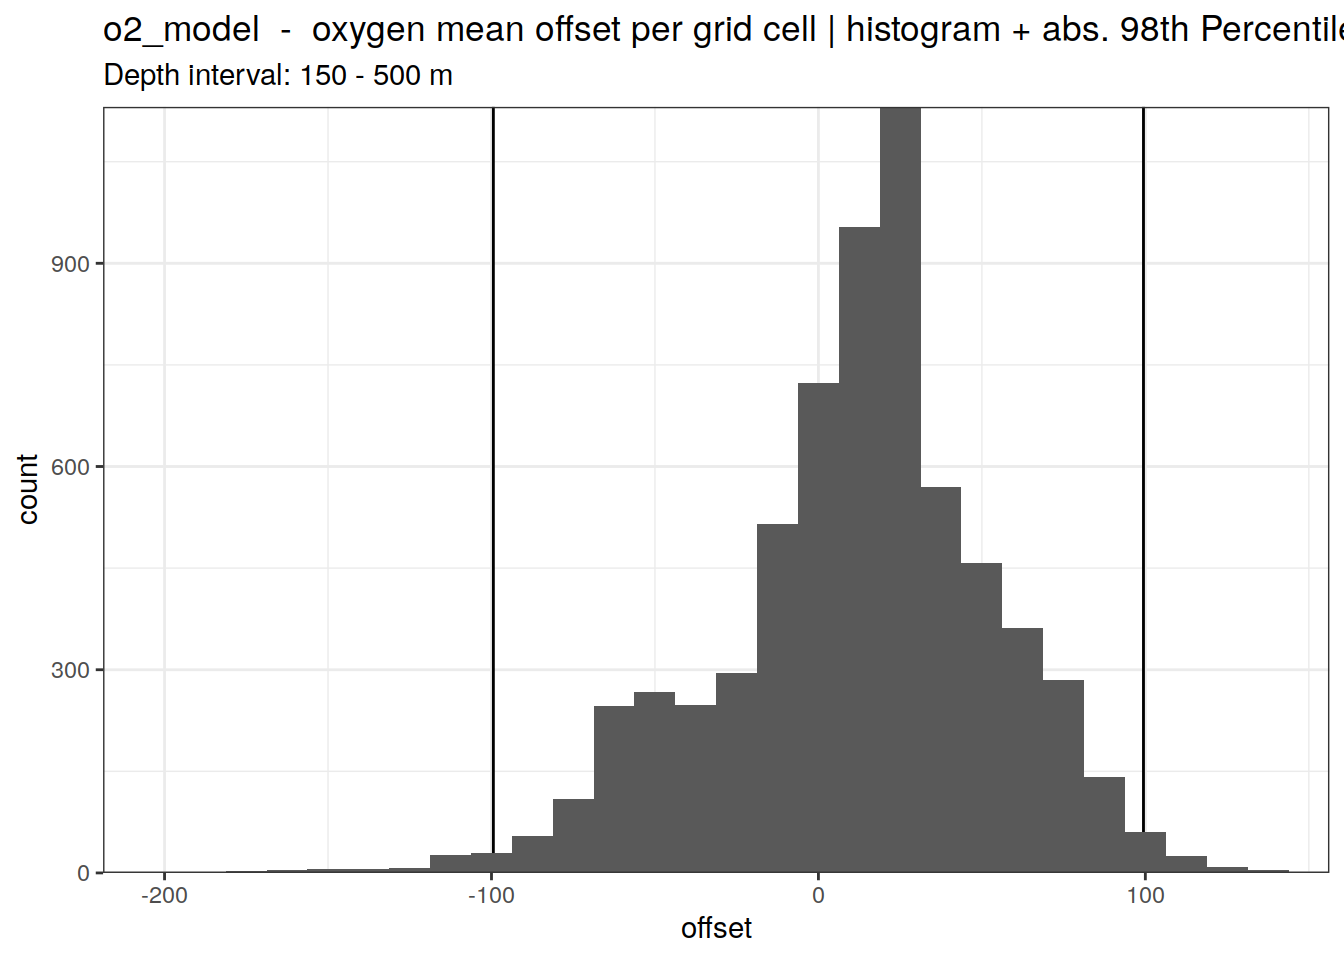 o2_model  -  oxygen mean offset per grid cell | histogram + abs. 98th Percentile
Depth interval: 150 - 500 m
count
900
600
300
0
-200
-100
0
100
offset